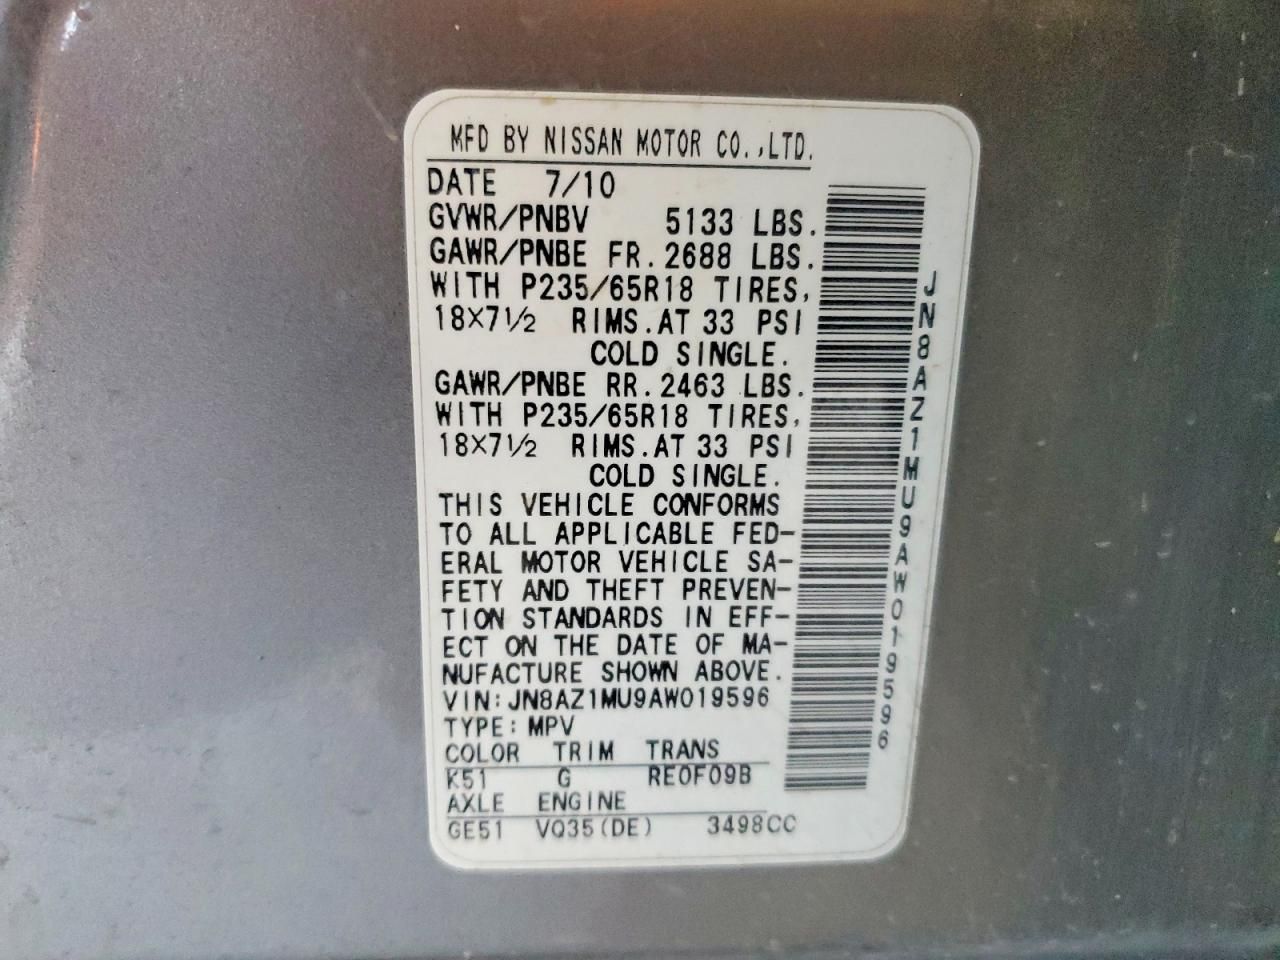 MFD BY NISSAN MOTOR CO.,LTD.
DATE 7/10
GVWR/PNBV 5133 LBS.
GAWR/PNBE FR.2688 LBS.
WITH P235/65R18 TIRES,
18X7½ RIMS.AT 33 PSI
COLD SINGLE.
GAWR/PNBE RR.2463 LBS.
WITH P235/65R18 TIRES,
18X7½ RIMS.AT 33 PSI
COLD SINGLE.
THIS VEHICLE CONFORMS
TO ALL APPLICABLE FED-
ERAL MOTOR VEHICLE SA-
FETY AND THEFT PREVEN-
TION STANDARDS IN EFF-
ECT ON THE DATE OF MA-
NUFACTURE SHOWN ABOVE.
VIN:JN8AZ1MU9AW019596
TYPE:MPV
COLOR TRIM TRANS
K51 G RE0F09B
AXLE ENGINE
GE51 VQ35(DE) 3498CC
JN8AZ1MU9AW019596